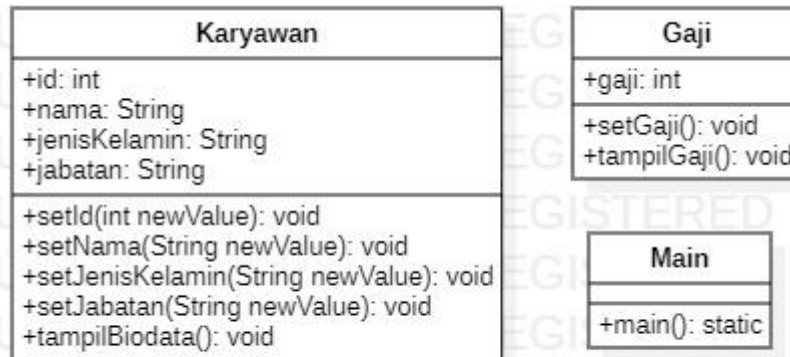 Karyawan
+id: int
+nama: String
+jenisKelamin: String
+jabatan: String
+setId(int newValue): void
+setNama(String newValue): void
+setJenisKelamin(String newValue): void
+setJabatan(String newValue): void
+tampilBiodata(): void
Gaji
+gaji: int
+setGaji(): void
+tampilGaji(): void
EGISTERED
Main
+main(): static